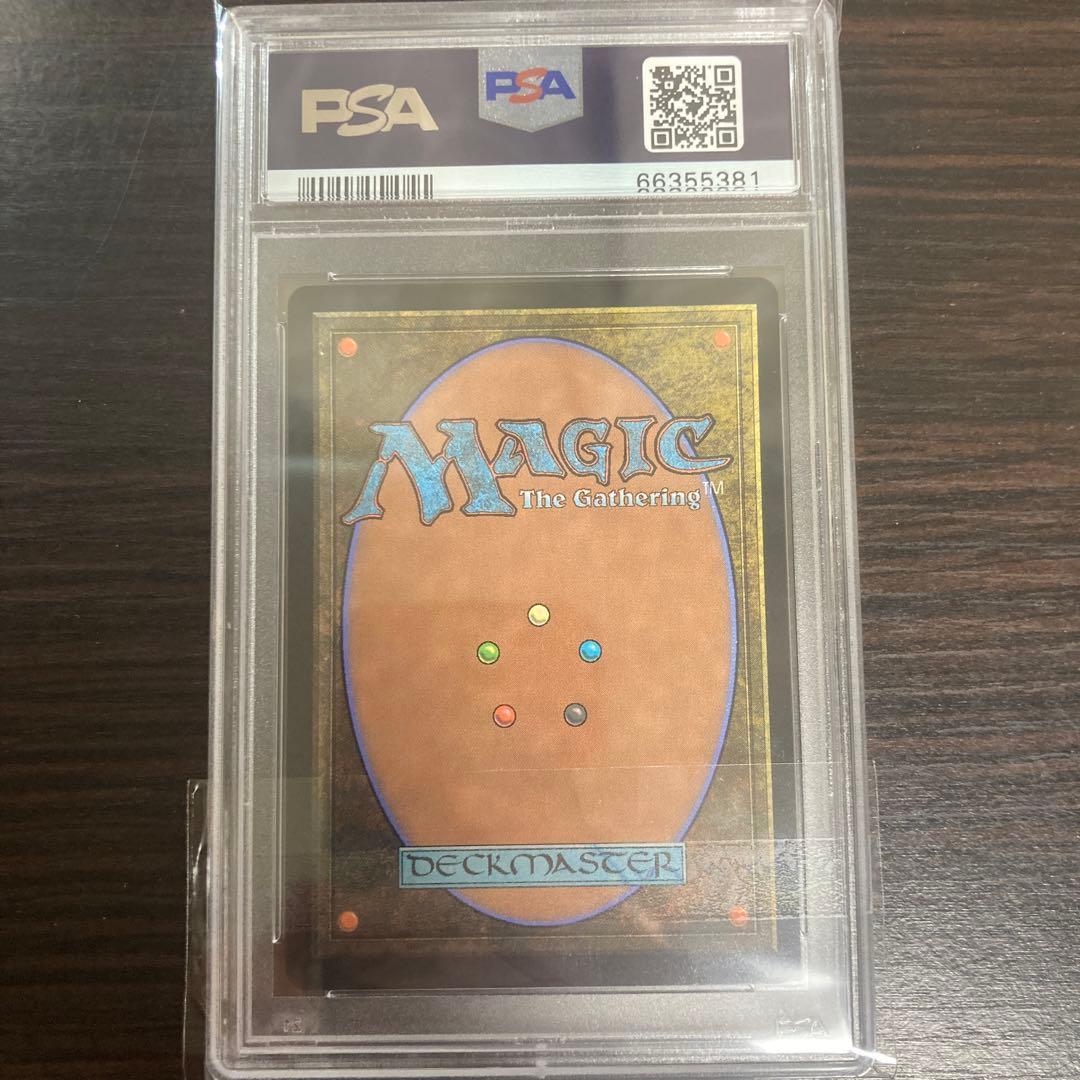 PSA
PSA
66355381
MAGIC
The Gathering™
DECKMASTER